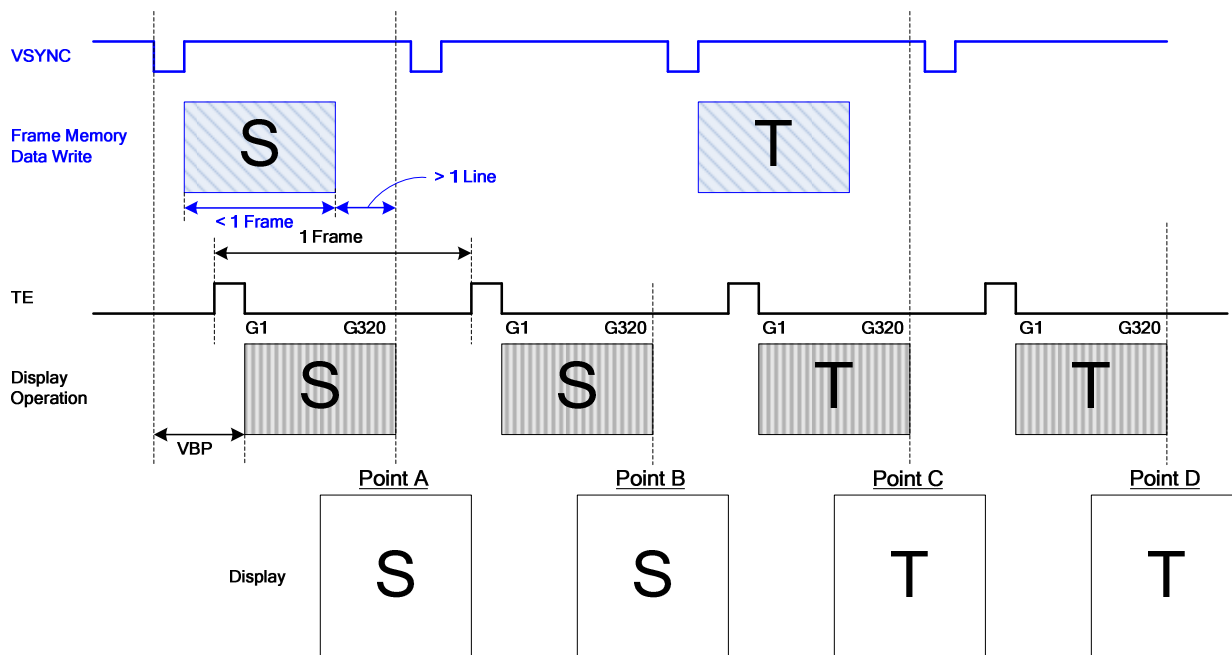 VSYNC
Frame Memory
Data Write
S
T
> 1 Line
< 1 Frame
1 Frame
TE
G1
G320
G1
G320
G1
G320
G1
G320
Display
Operation
S
S
T
T
VBP
Point A
Point B
Point C
Point D
Display
S
S
T
T